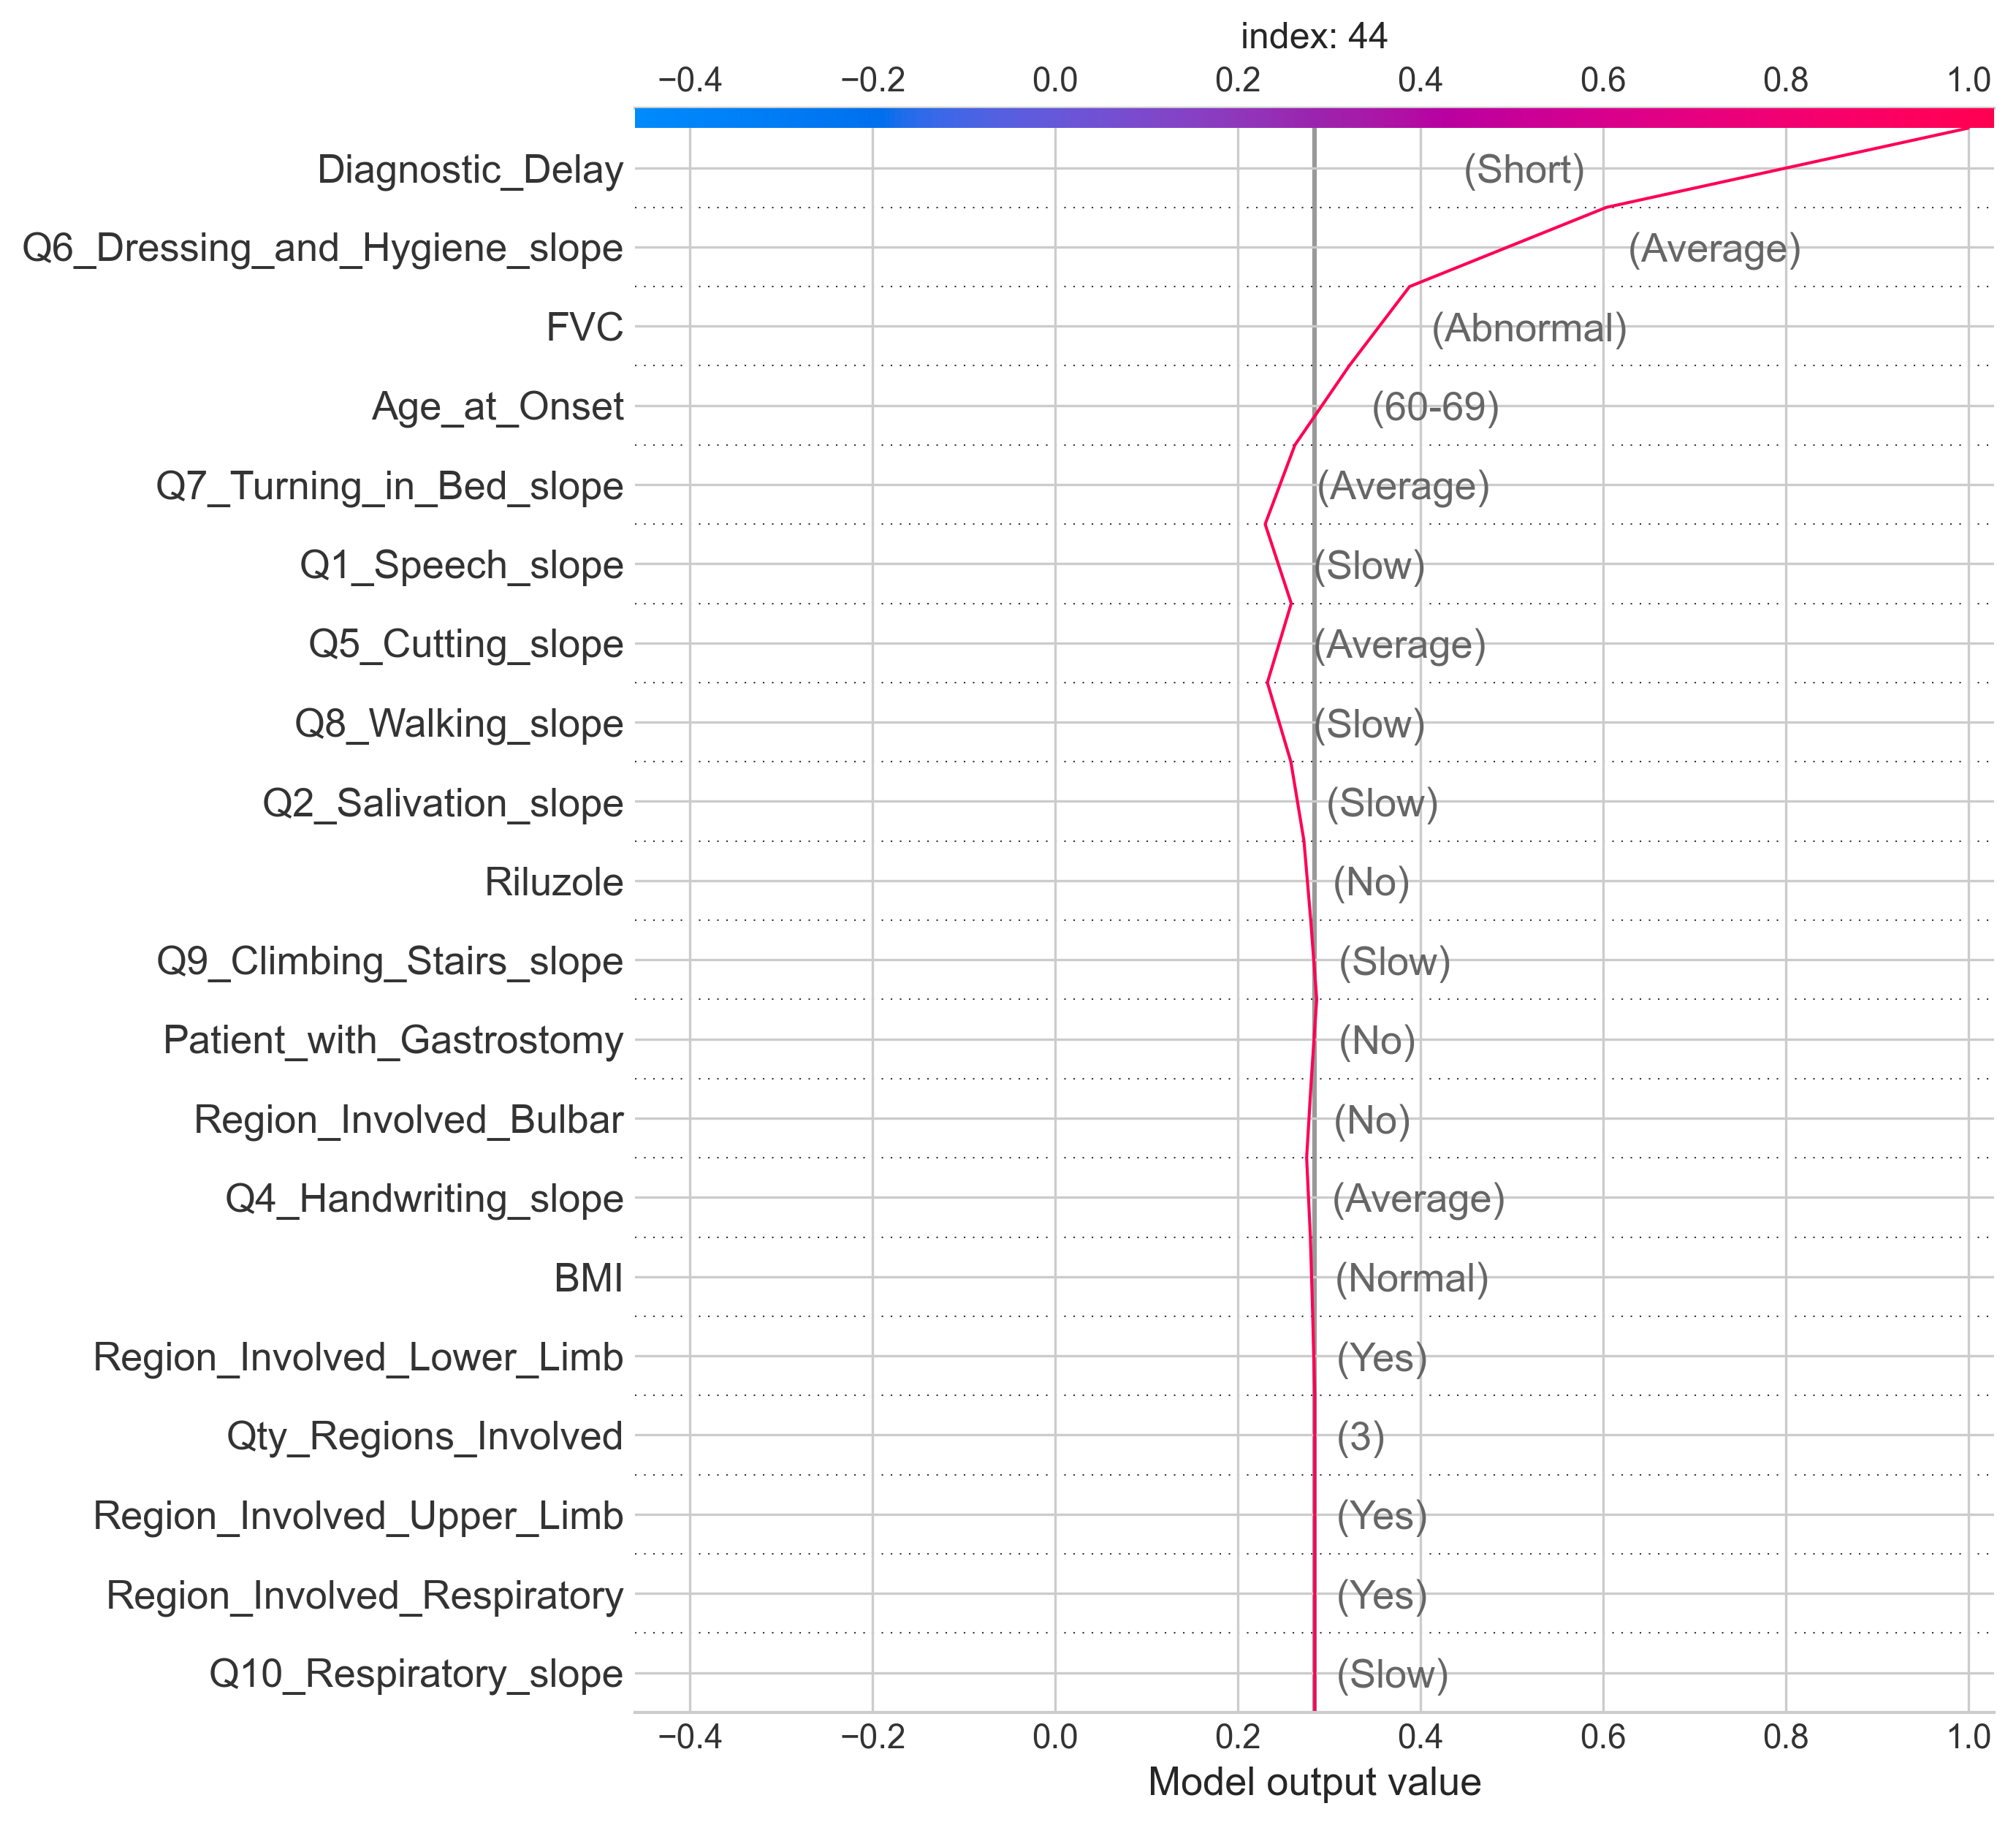 index: 44
−0.4 −0.2 0.0 0.2 0.4 0.6 0.8 1.0
Diagnostic_Delay (Short)
Q6_Dressing_and_Hygiene_slope (Average)
FVC (Abnormal)
Age_at_Onset (60-69)
Q7_Turning_in_Bed_slope (Average)
Q1_Speech_slope (Slow)
Q5_Cutting_slope (Average)
Q8_Walking_slope (Slow)
Q2_Salivation_slope (Slow)
Riluzole (No)
Q9_Climbing_Stairs_slope (Slow)
Patient_with_Gastrostomy (No)
Region_Involved_Bulbar (No)
Q4_Handwriting_slope (Average)
BMI (Normal)
Region_Involved_Lower_Limb (Yes)
Qty_Regions_Involved (3)
Region_Involved_Upper_Limb (Yes)
Region_Involved_Respiratory (Yes)
Q10_Respiratory_slope (Slow)
−0.4 −0.2 0.0 0.2 0.4 0.6 0.8 1.0
Model output value